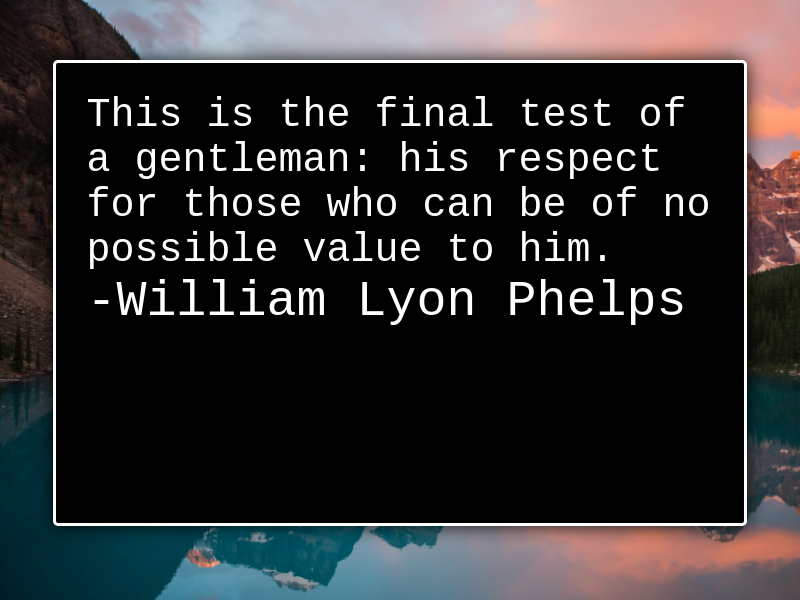 This is the final test of
a gentleman: his respect
for those who can be of no
possible value to him.
-William Lyon Phelps